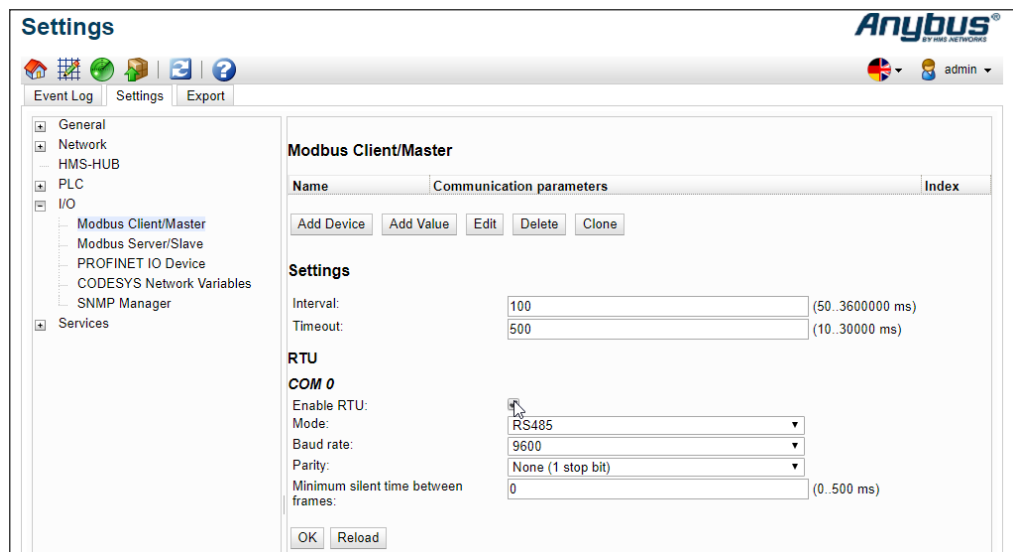 Settings
Anybus®
BY HMS NETWORKS
admin
Event Log Settings Export
General
Network
HMS-HUB
PLC
I/O
Modbus Client/Master
Modbus Server/Slave
PROFINET IO Device
CODESYS Network Variables
SNMP Manager
Services
Modbus Client/Master
Name Communication parameters Index
Add Device Add Value Edit Delete Clone
Settings
Interval: 100 (50..3600000 ms)
Timeout: 500 (10..30000 ms)
RTU
COM 0
Enable RTU:
Mode: RS485
Baud rate: 9600
Parity: None (1 stop bit)
Minimum silent time between 0 (0..500 ms)
frames:
OK Reload